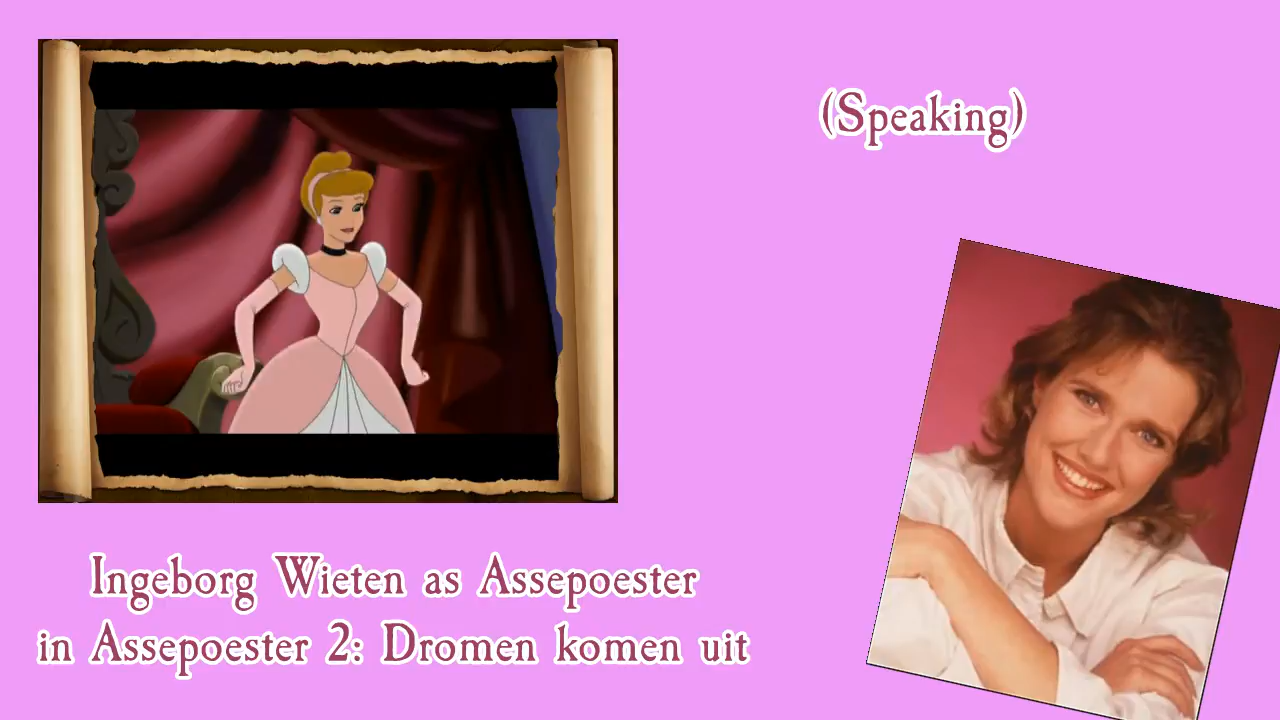 (Speaking)
Ingeborg Wieten as Assepoester
in Assepoester 2: Dromen komen uit